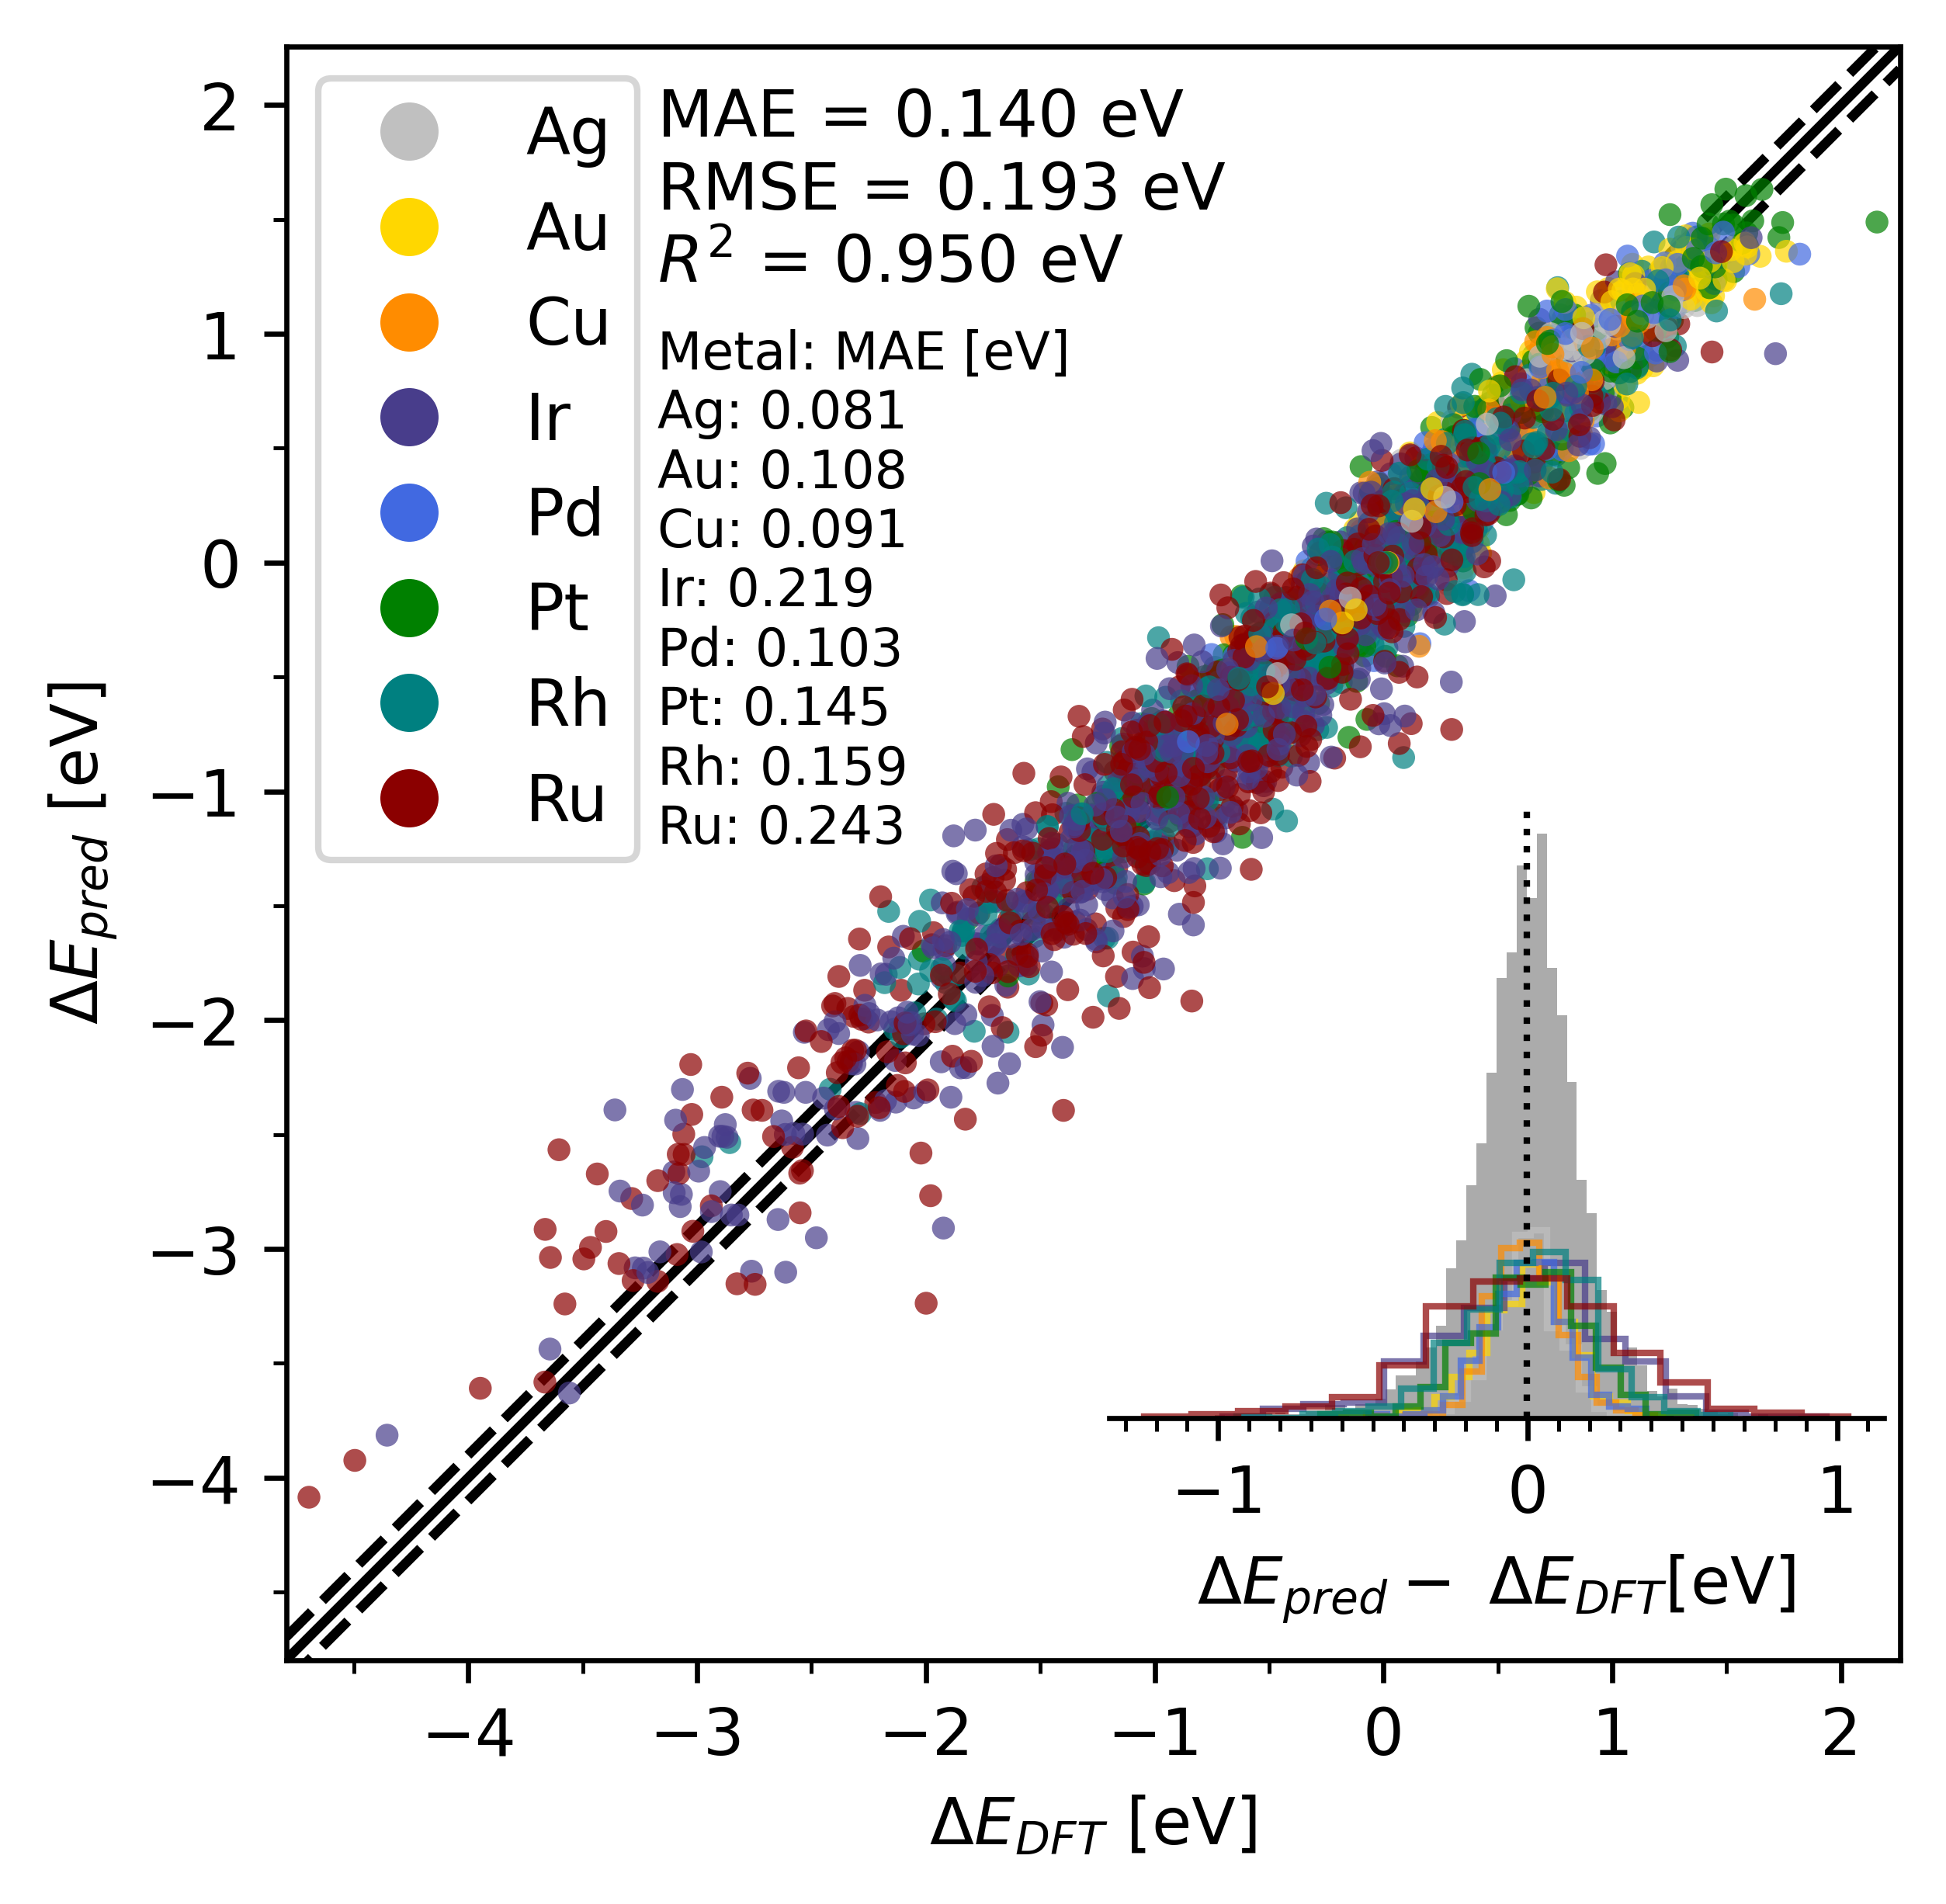 Ag
Au
Cu
Ir
Pd
Pt
Rh
Ru
MAE = 0.140 eV
RMSE = 0.193 eV
R² = 0.950 eV
Metal: MAE [eV]
Ag: 0.081
Au: 0.108
Cu: 0.091
Ir: 0.219
Pd: 0.103
Pt: 0.145
Rh: 0.159
Ru: 0.243
2
1
0
−1
−2
−3
−4
ΔE_pred [eV]
−1 0 1
ΔE_pred − ΔE_DFT[eV]
−4 −3 −2 −1 0 1 2
ΔE_DFT [eV]